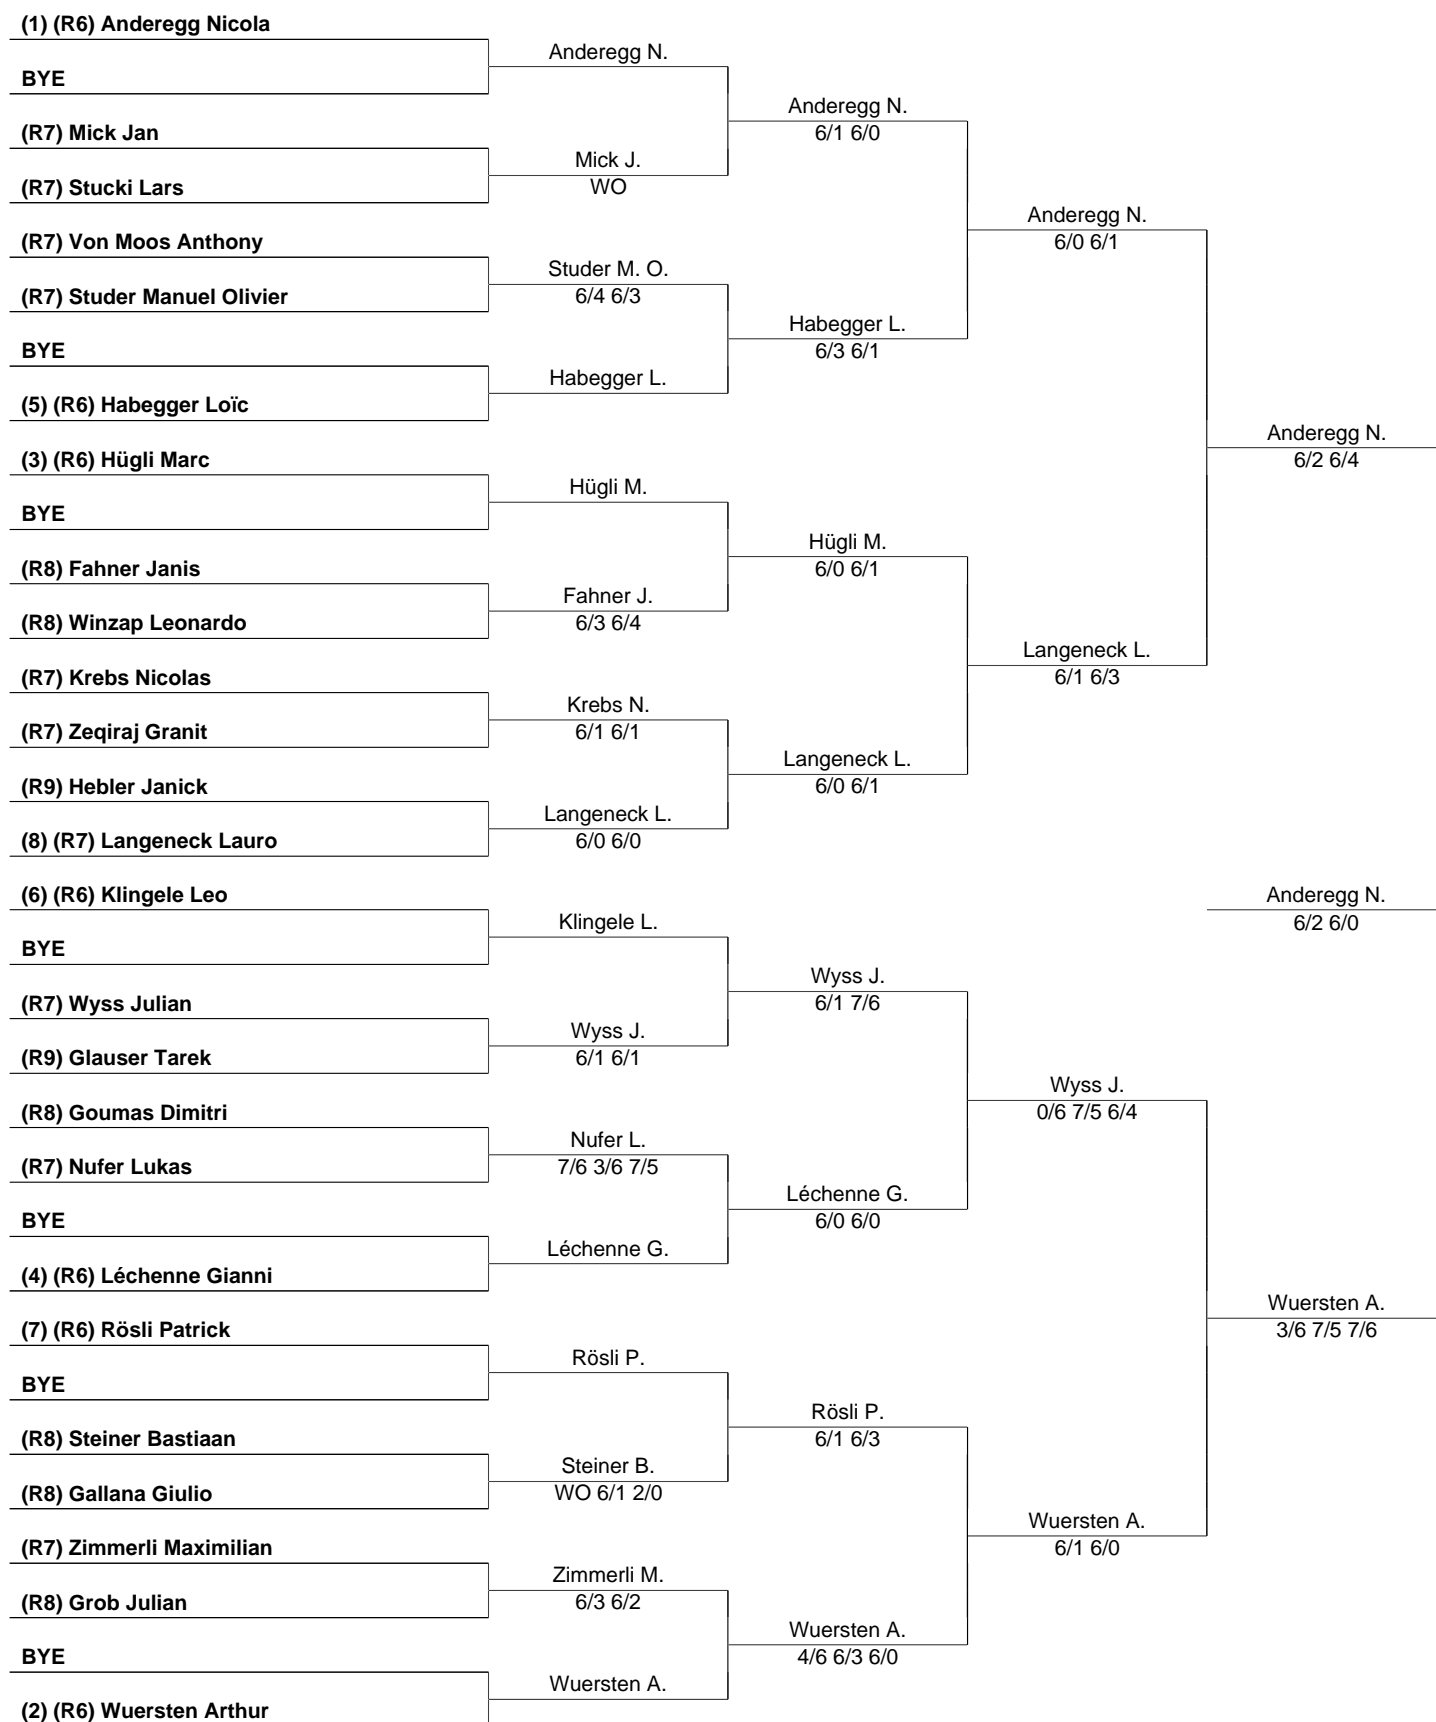 (1) (R6) Anderegg Nicola
BYE
(R7) Mick Jan
(R7) Stucki Lars
(R7) Von Moos Anthony
(R7) Studer Manuel Olivier
BYE
(5) (R6) Habegger Loïc
(3) (R6) Hügli Marc
BYE
(R8) Fahner Janis
(R8) Winzap Leonardo
(R7) Krebs Nicolas
(R7) Zeqiraj Granit
(R9) Hebler Janick
(8) (R7) Langeneck Lauro
(6) (R6) Klingele Leo
BYE
(R7) Wyss Julian
(R9) Glauser Tarek
(R8) Goumas Dimitri
(R7) Nufer Lukas
BYE
(4) (R6) Léchenne Gianni
(7) (R6) Rösli Patrick
BYE
(R8) Steiner Bastiaan
(R8) Gallana Giulio
(R7) Zimmerli Maximilian
(R8) Grob Julian
BYE
(2) (R6) Wuersten Arthur
Anderegg N.
Mick J.
WO
Studer M. O.
6/4 6/3
Habegger L.
Hügli M.
Fahner J.
6/3 6/4
Krebs N.
6/1 6/1
Langeneck L.
6/0 6/0
Klingele L.
Wyss J.
6/1 6/1
Nufer L.
7/6 3/6 7/5
Léchenne G.
Rösli P.
Steiner B.
WO 6/1 2/0
Zimmerli M.
6/3 6/2
Wuersten A.
Anderegg N.
6/1 6/0
Habegger L.
6/3 6/1
Hügli M.
6/0 6/1
Langeneck L.
6/0 6/1
Wyss J.
6/1 7/6
Léchenne G.
6/0 6/0
Rösli P.
6/1 6/3
Wuersten A.
4/6 6/3 6/0
Anderegg N.
6/0 6/1
Langeneck L.
6/1 6/3
Wyss J.
0/6 7/5 6/4
Wuersten A.
6/1 6/0
Anderegg N.
6/2 6/4
Anderegg N.
6/2 6/0
Wuersten A.
3/6 7/5 7/6